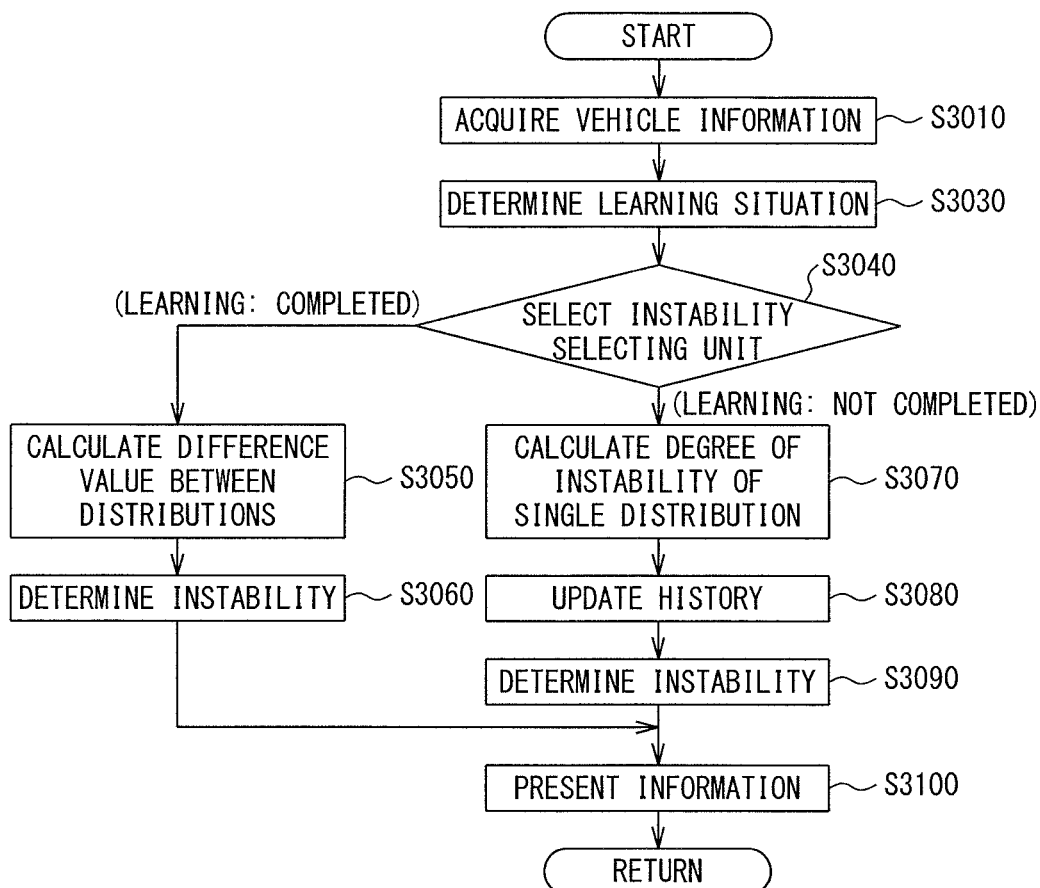 START
ACQUIRE VEHICLE INFORMATION
S3010
DETERMINE LEARNING SITUATION
S3030
S3040
(LEARNING: COMPLETED)
SELECT INSTABILITY
SELECTING UNIT
(LEARNING: NOT COMPLETED)
CALCULATE DIFFERENCE
VALUE BETWEEN
DISTRIBUTIONS
S3050
CALCULATE DEGREE OF
INSTABILITY OF
SINGLE DISTRIBUTION
S3070
DETERMINE INSTABILITY
S3060
UPDATE HISTORY
S3080
DETERMINE INSTABILITY
S3090
PRESENT INFORMATION
S3100
RETURN